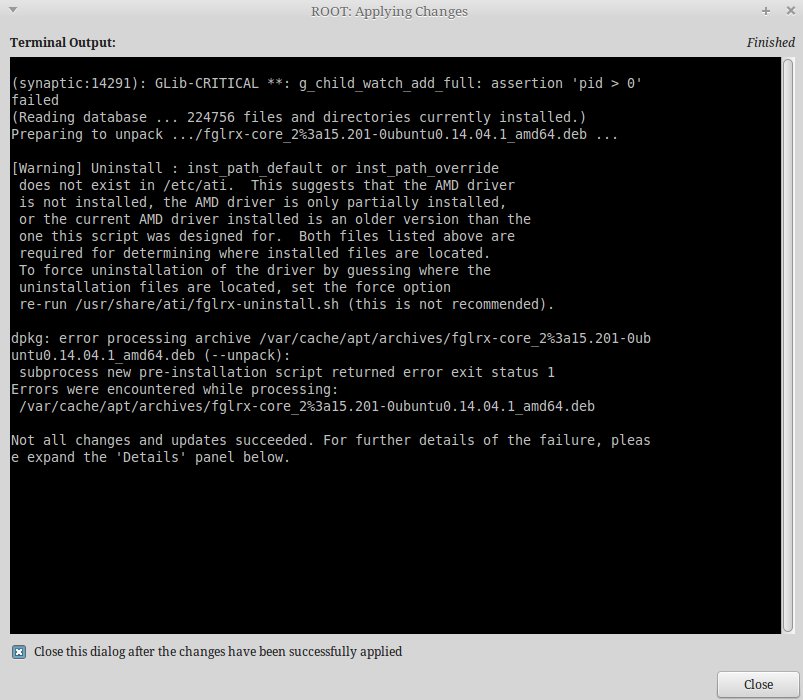 ROOT: Applying Changes
Terminal Output:
Finished
(synaptic:14291): GLib-CRITICAL **: g_child_watch_add_full: assertion 'pid > 0'
failed
(Reading database ... 224756 files and directories currently installed.)
Preparing to unpack .../fglrx-core_2%3a15.201-0ubuntu0.14.04.1_amd64.deb ...
[Warning] Uninstall : inst_path_default or inst_path_override
does not exist in /etc/ati.  This suggests that the AMD driver
is not installed, the AMD driver is only partially installed,
or the current AMD driver installed is an older version than the
one this script was designed for.  Both files listed above are
required for determining where installed files are located.
To force uninstallation of the driver by guessing where the
uninstallation files are located, set the force option
re-run /usr/share/ati/fglrx-uninstall.sh (this is not recommended).
dpkg: error processing archive /var/cache/apt/archives/fglrx-core_2%3a15.201-0ub
untu0.14.04.1_amd64.deb (--unpack):
subprocess new pre-installation script returned error exit status 1
Errors were encountered while processing:
/var/cache/apt/archives/fglrx-core_2%3a15.201-0ubuntu0.14.04.1_amd64.deb
Not all changes and updates succeeded. For further details of the failure, pleas
e expand the 'Details' panel below.
Close this dialog after the changes have been successfully applied
Close